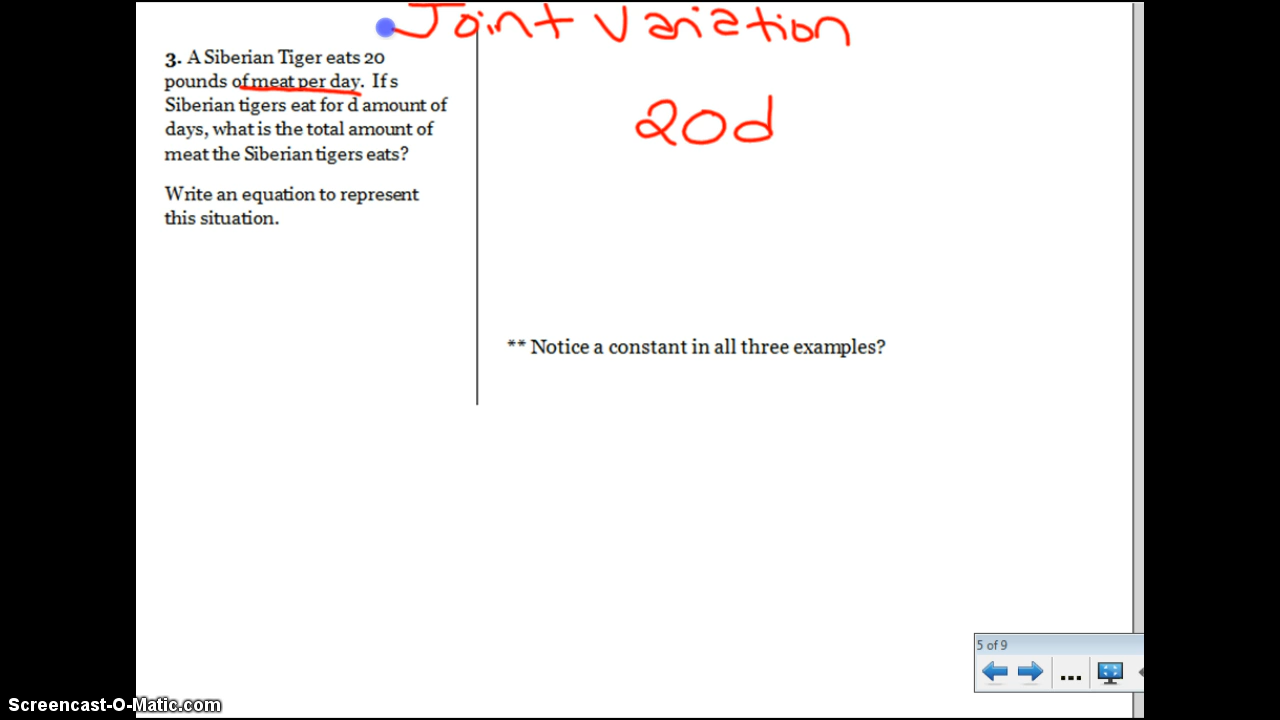 Joint Variation
3. A Siberian Tiger eats 20
pounds of meat per day. If s
Siberian tigers eat for d amount of
days, what is the total amount of
meat the Siberian tigers eats?
Write an equation to represent
this situation.
20d
** Notice a constant in all three examples?
5 of 9
...
Screencast-O-Matic.com